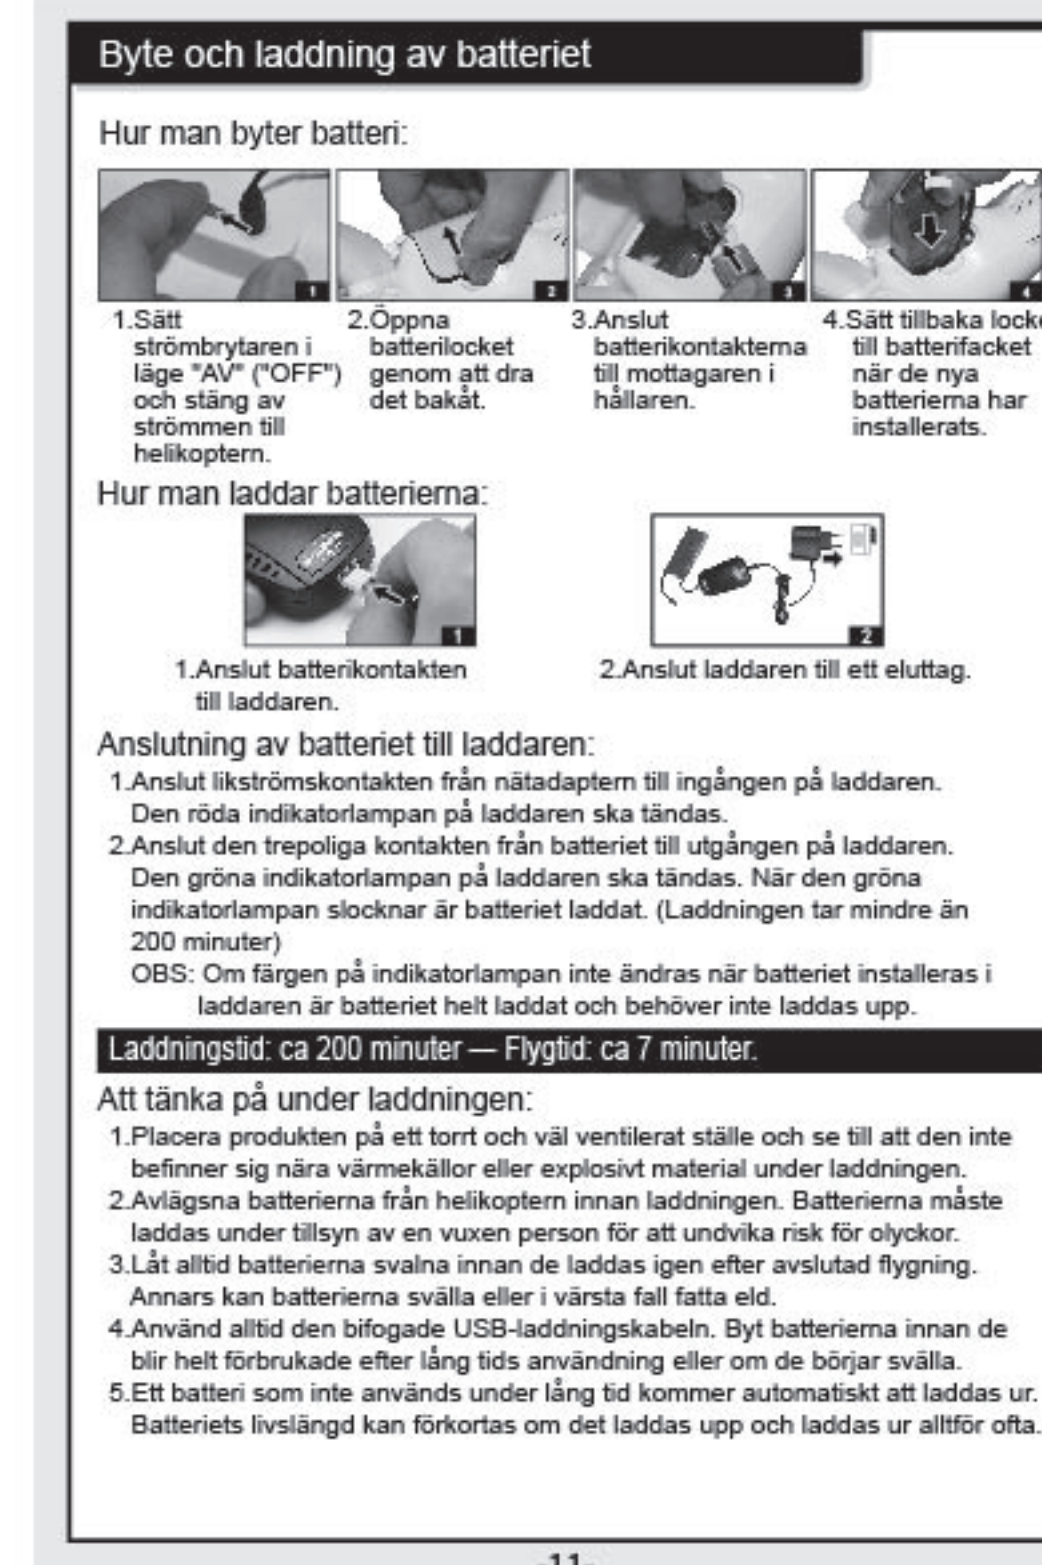 Byte och laddning av batteriet
Hur man byter batteri:
1
2
3
4
1.Sätt
strömbrytaren i
läge "AV" ("OFF")
och stäng av
strömmen till
helikoptern.
2.Öppna
batterilocket
genom att dra
det bakåt.
3.Anslut
batterikontakterna
till mottagaren i
hållaren.
4.Sätt tillbaka
till batterifacket
när de nya
batterierna har
installerats.
Hur man laddar batterierna:
1
2
1.Anslut batterikontakten
till laddaren.
2.Anslut laddaren till ett eluttag.
Anslutning av batteriet till laddaren:
1.Anslut likströmskontakten från nätadaptern till ingången på laddaren.
Den röda indikatorlampan på laddaren ska tändas.
2.Anslut den trepoliga kontakten från batteriet till utgången på laddaren.
Den gröna indikatorlampan på laddaren ska tändas. När den gröna
indikatorlampan slocknar är batteriet laddat. (Laddningen tar mindre än
200 minuter)
OBS: Om färgen på indikatorlampan inte ändras när batteriet installeras i
laddaren är batteriet helt laddat och behöver inte laddas upp.
Laddningstid: ca 200 minuter — Flygtid: ca 7 minuter.
Att tänka på under laddningen:
1.Placera produkten på ett torrt och väl ventilerat ställe och se till att den inte
befinner sig nära värmekällor eller explosivt material under laddningen.
2.Avlägsna batterierna från helikoptern innan laddningen. Batterierna måste
laddas under tillsyn av en vuxen person för att undvika risk för olyckor.
3.Låt alltid batterierna svalna innan de laddas igen efter avslutad flygning.
Annars kan batterierna svälla eller i värsta fall fatta eld.
4.Använd alltid den bifogade USB-laddningskabeln. Byt batterierna innan de
blir helt förbrukade efter lång tids användning eller om de börjar svälla.
5.Ett batteri som inte används under lång tid kommer automatiskt att laddas ur.
Batteriets livslängd kan förkortas om det laddas upp och laddas ur alltför ofta.
-11-